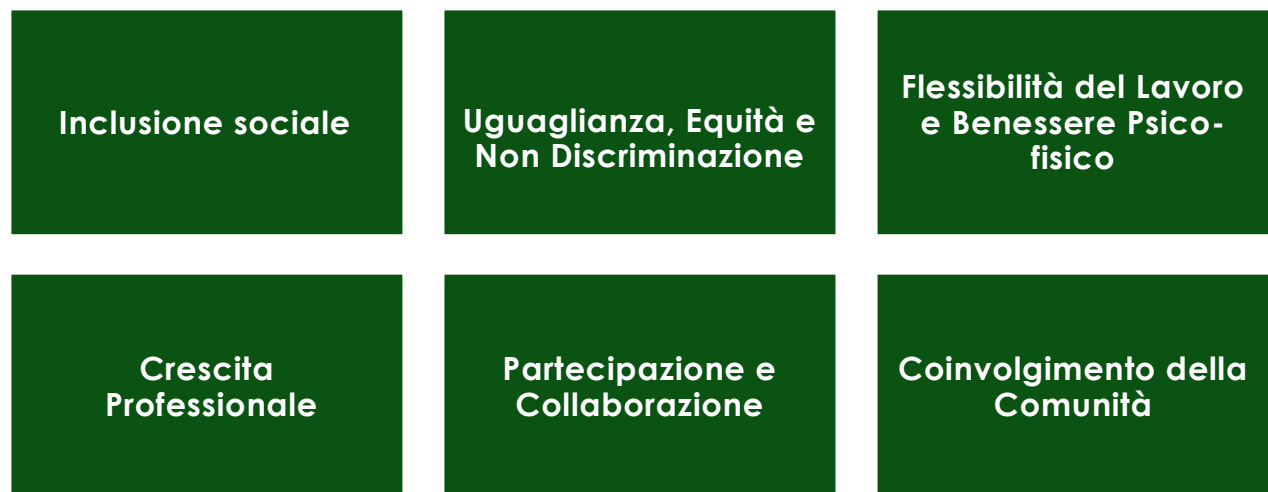 Inclusione sociale
Uguaglianza, Equità e
Non Discriminazione
Flessibilità del Lavoro
e Benessere Psico-
fisico
Crescita
Professionale
Partecipazione e
Collaborazione
Coinvolgimento della
Comunità